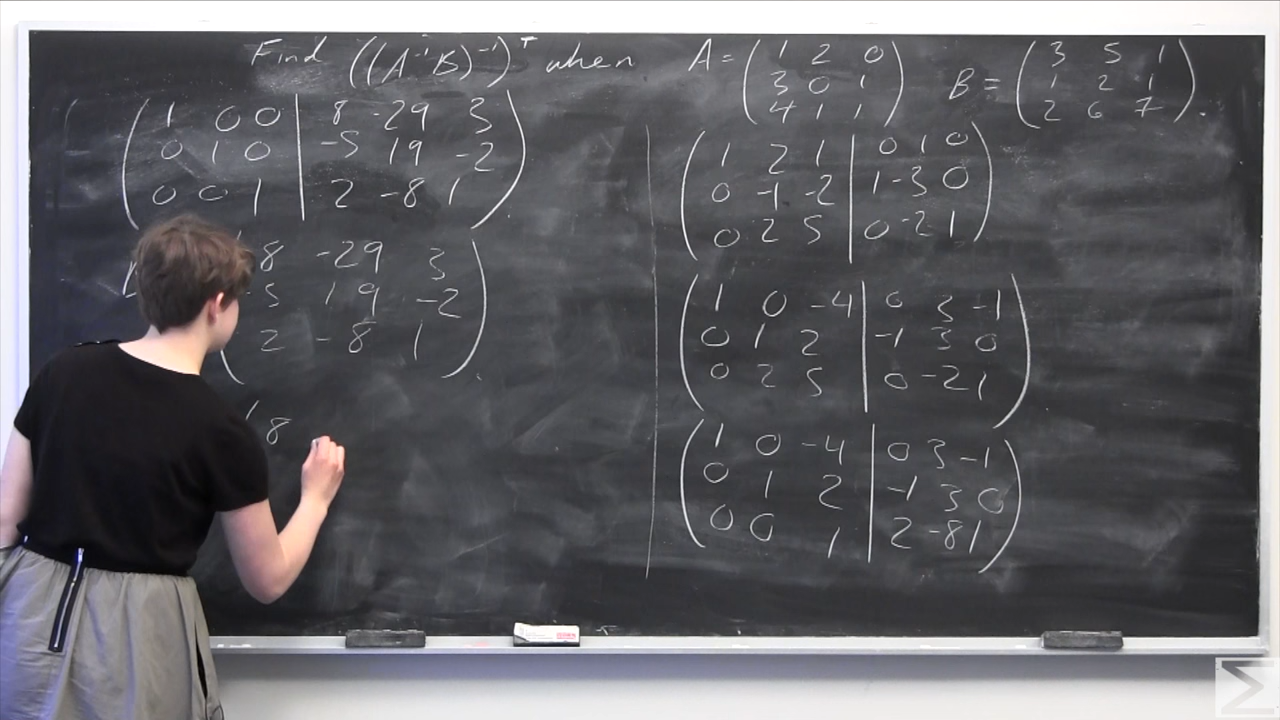 Find ((A⁻¹B)⁻¹)ᵀ when A = ( 1 2 0
3 0 1
4 1 1 ) B = ( 3 5 1
1 2 1
2 6 7 ).
( 1 0 0 | 8 -29 3
0 1 0 | -5 19 -2
0 0 1 | 2 -8 1 ).
8 -29 3
5 19 -2
2 -8 1 ).
( 8
( 1 2 1 | 0 1 0
0 -1 -2 | 1 -3 0
0 2 5 | 0 -2 1 )
( 1 0 -4 | 0 3 -1
0 1 2 | -1 3 0
0 2 5 | 0 -2 1 )
( 1 0 -4 | 0 3 -1
0 1 2 | -1 3 0
0 0 1 | 2 -8 1 )
Σ